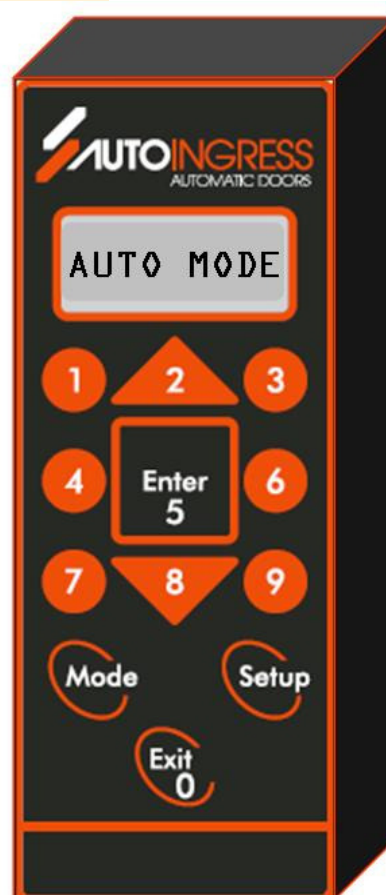 AUTOINGRESS
AUTOMATIC DOORS
AUTO MODE
1 2 3
4 Enter 6
5
7 8 9
Mode Setup
Exit
0